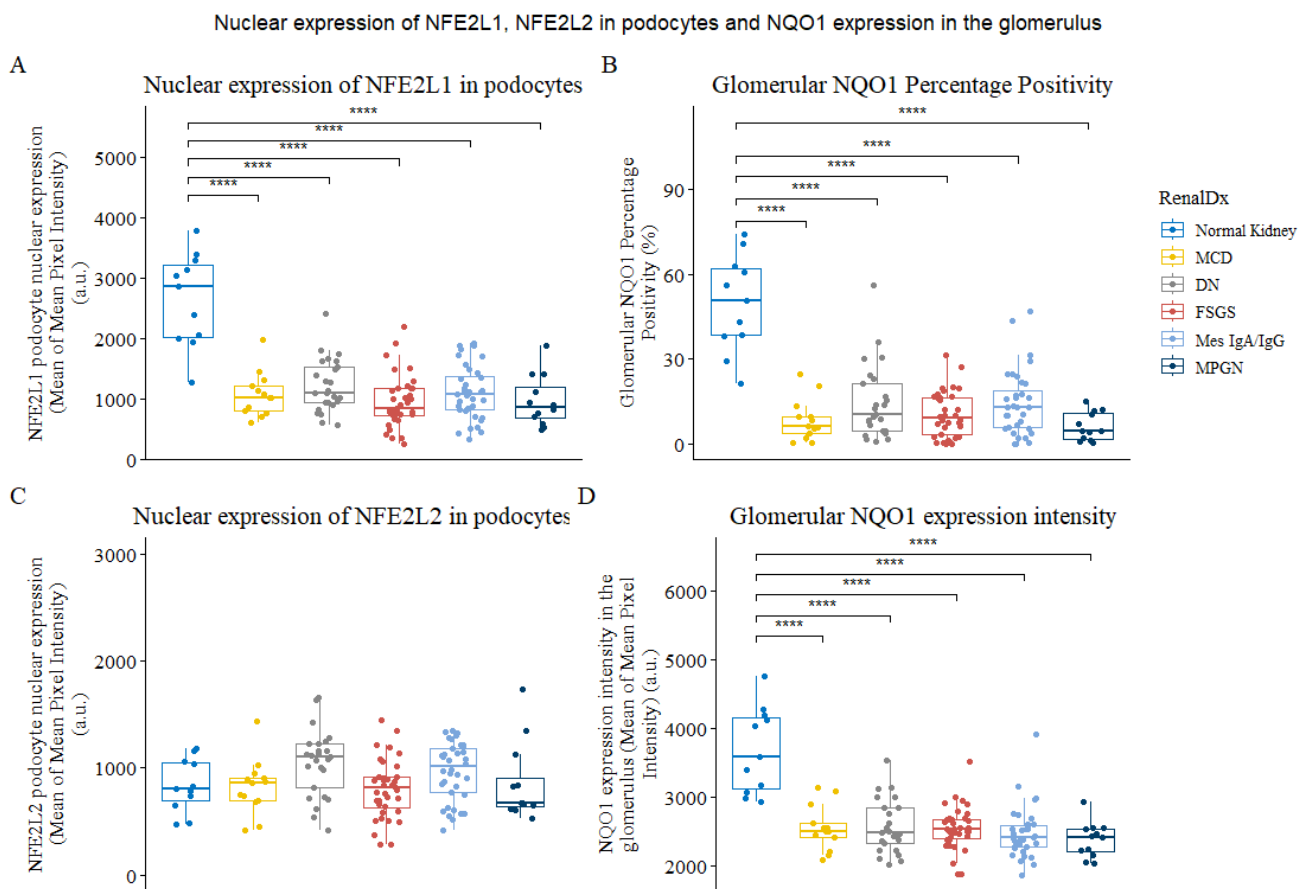 Nuclear expression of NFE2L1, NFE2L2 in podocytes and NQO1 expression in the glomerulus
A
Nuclear expression of NFE2L1 in podocytes
NFE2L1 podocyte nuclear expression
(Mean of Mean Pixel Intensity)
(a.u.)
5000
4000
3000
2000
1000
0
****
****
****
****
****
B
Glomerular NQO1 Percentage Positivity
Glomerular NQO1 Percentage
Positivity (%)
90
60
30
0
****
****
****
****
****
RenalDx
Normal Kidney
MCD
DN
FSGS
Mes IgA/IgG
MPGN
C
Nuclear expression of NFE2L2 in podocytes
NFE2L2 podocyte nuclear expression
(Mean of Mean Pixel Intensity)
(a.u.)
3000
2000
1000
0
D
Glomerular NQO1 expression intensity
NQO1 expression intensity in the
glomerulus (Mean of Mean Pixel
Intensity) (a.u.)
6000
5000
4000
3000
2000
****
****
****
****
****